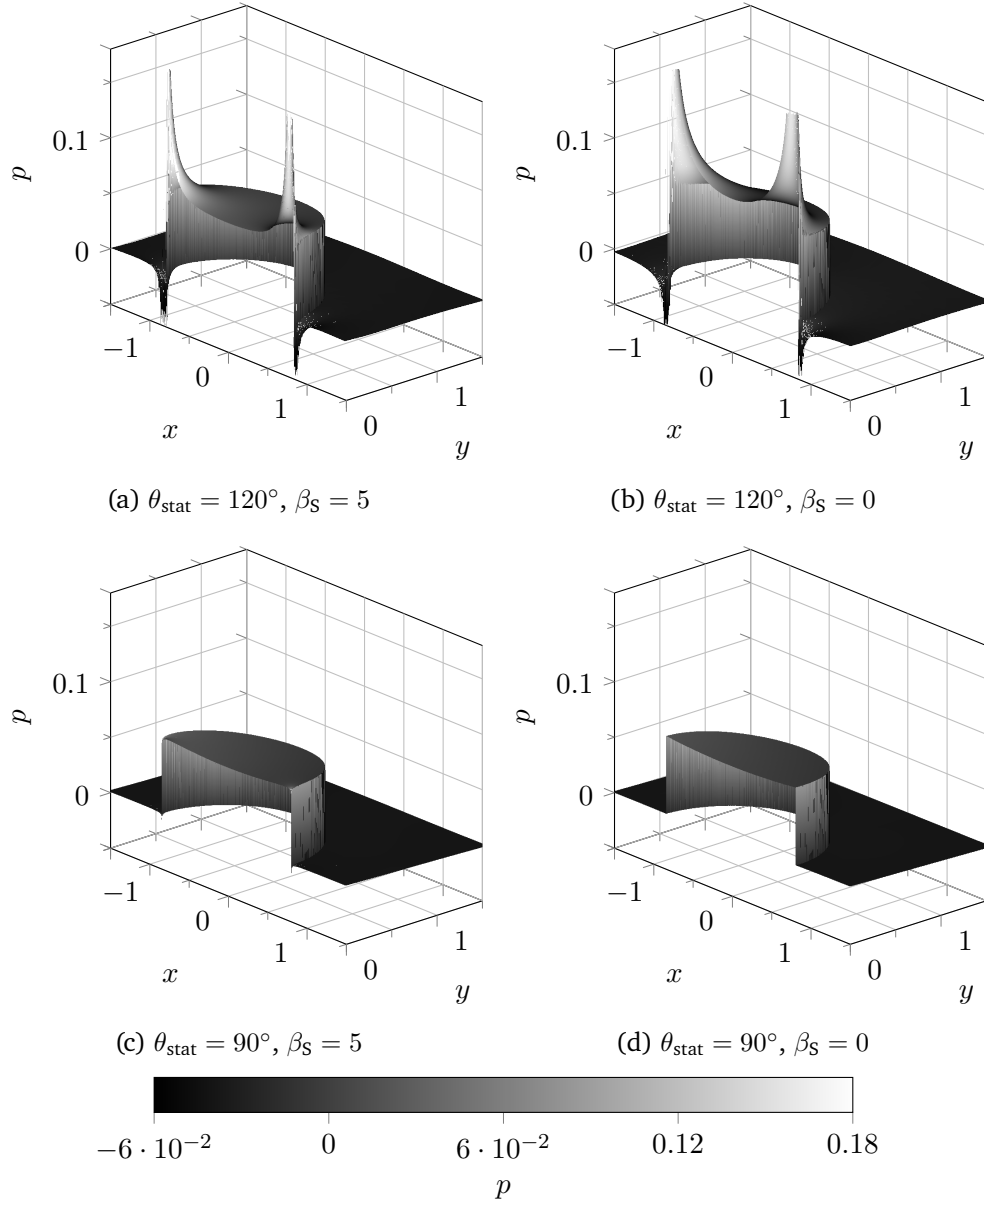 0.1
p
0
−1
0
1
x
0
1
y
(a) θstat = 120°, βS = 5
0.1
p
0
−1
0
1
x
0
1
y
(b) θstat = 120°, βS = 0
0.1
p
0
−1
0
1
x
0
1
y
(c) θstat = 90°, βS = 5
0.1
p
0
−1
0
1
x
0
1
y
(d) θstat = 90°, βS = 0
−6 · 10⁻² 0 6 · 10⁻² 0.12 0.18
p